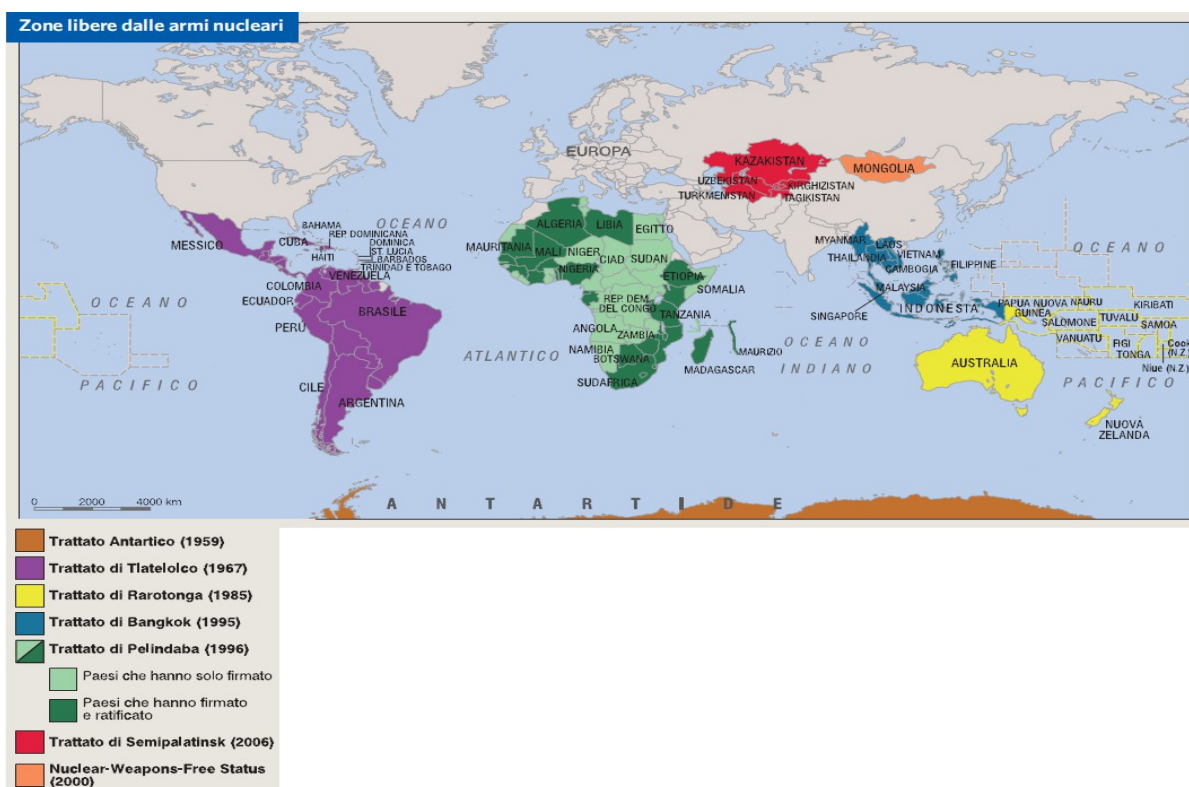 Zone libere dalle armi nucleari
EUROPA
KAZAKISTAN
MONGOLIA
UZBEKISTAN
KIRGHIZISTAN
TURKMENISTAN
TAGIKISTAN
OCEANO
BAHAMA
REP DOMINICANA
MESSICO
CUBA
DOMINICA
ST. LUCIA
HAITI
BARBADOS
TRINIDAD E TOBAGO
VENEZUELA
COLOMBIA
ECUADOR
BRASILE
PERÙ
CILE
ARGENTINA
OCEANO
PACIFICO
ATLANTICO
ALGERIA
LIBIA
EGITTO
MAURITANIA
MALI
NIGER
CIAD
SUDAN
NIGERIA
ETIOPIA
SOMALIA
REP DEM.
DEL CONGO
TANZANIA
ANGOLA
ZAMBIA
NAMIBIA
BOTSWANA
SUDAFRICA
MADAGASCAR
MAURIZIO
OCEANO
INDIANO
MYANMAR
LAOS
THAILANDIA
VIETNAM
CAMBOGIA
FILIPPINE
MALAYSIA
SINGAPORE
INDONESIA
OCEANO
PACIFICO
PAPUA NUOVA
GUINEA
NAURU
KIRIBATI
SALOMONE
TUVALU
SAMOA
VANUATU
FIGI
TONGA
Cook
(N.Z.)
Niue (N.Z.)
AUSTRALIA
NUOVA
ZELANDA
0 2000 4000 km
ANTARTIDE
Trattato Antartico (1959)
Trattato di Tlatelolco (1967)
Trattato di Rarotonga (1985)
Trattato di Bangkok (1995)
Trattato di Pelindaba (1996)
Paesi che hanno solo firmato
Paesi che hanno firmato
e ratificato
Trattato di Semipalatinsk (2006)
Nuclear-Weapons-Free Status
(2000)